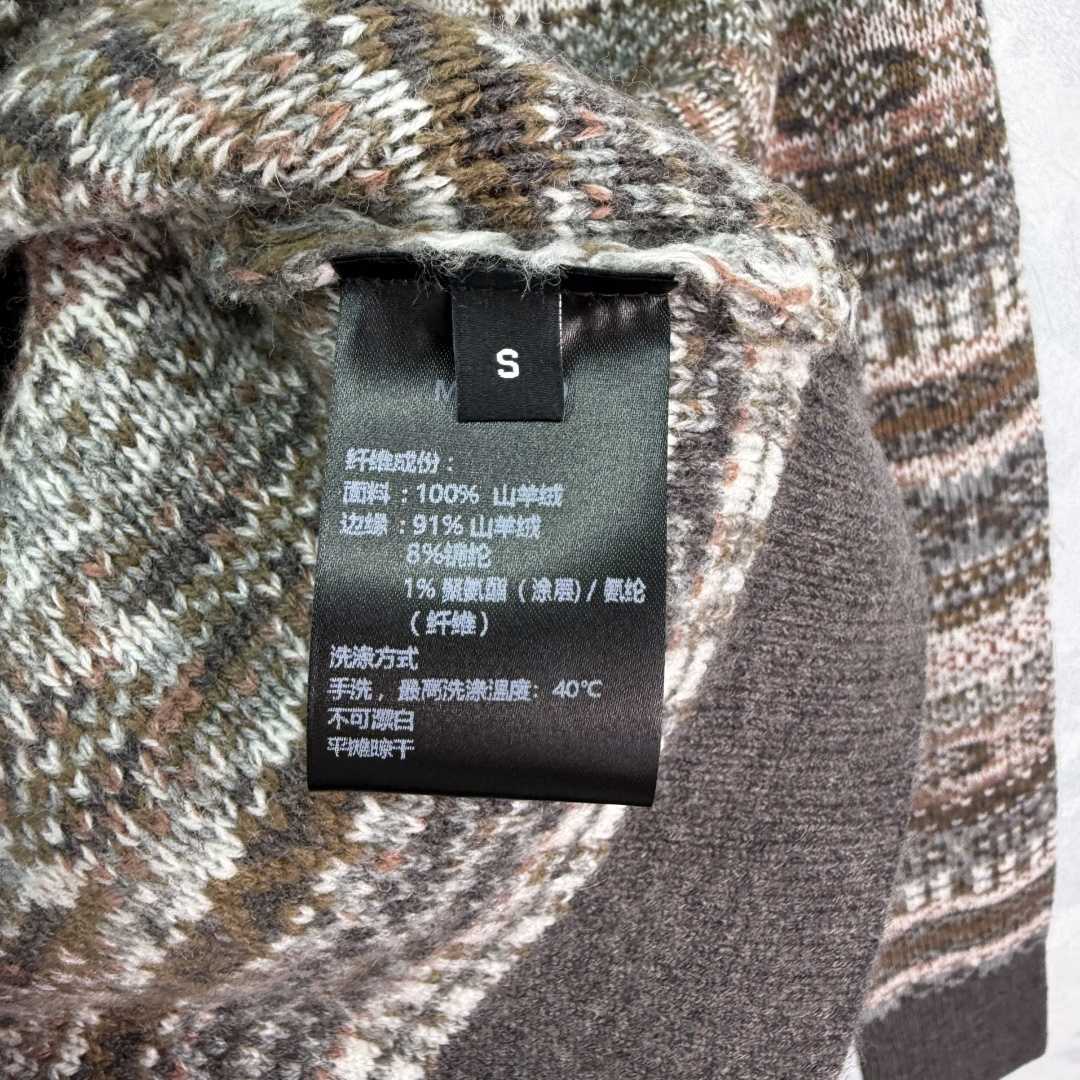 S
纤维成份：
面料：100% 山羊绒
边缘：91% 山羊绒
8%锦纶
1% 聚氨酯（涂层）/ 氨纶
（纤维）
洗涤方式
手洗，最高洗涤温度：40℃
不可漂白
平摊晾干